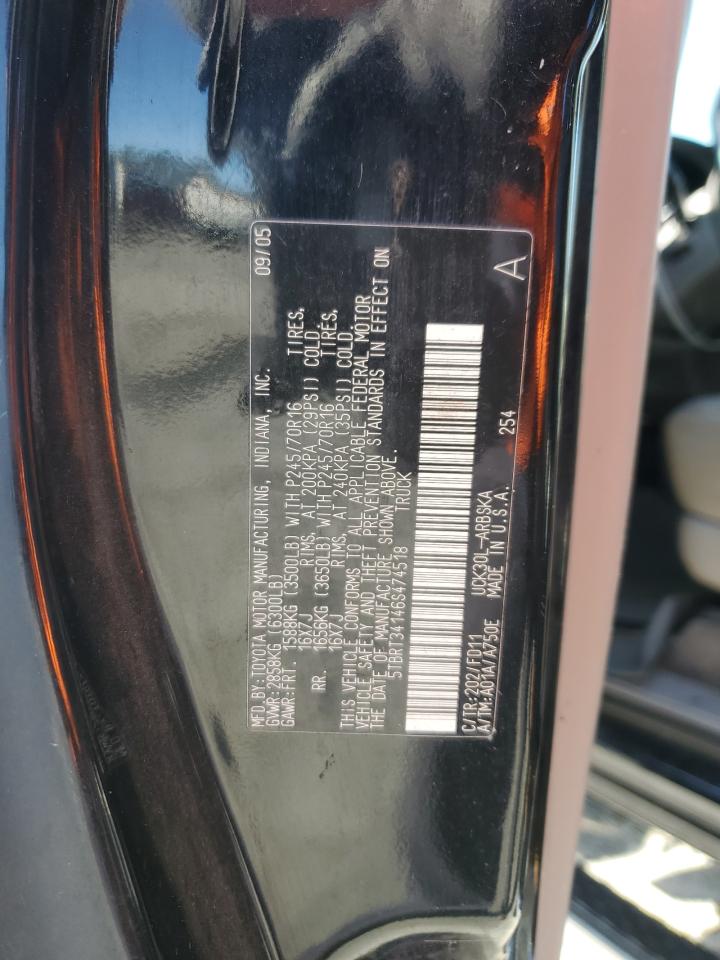 MFD. BY: TOYOTA MOTOR MANUFACTURING, INDIANA, INC. 09/05
GVWR: 2858KG (6300LB)
GAWR: FRT. 1588KG (3500LB) WITH P245/70R16 TIRES,
16X7J RIMS, AT 200KPA (29PSI) COLD.
RR. 1656KG (3650LB) WITH P245/70R16 TIRES,
16X7J RIMS, AT 240KPA (35PSI) COLD.
THIS VEHICLE CONFORMS TO ALL APPLICABLE FEDERAL MOTOR
VEHICLE SAFETY AND THEFT PREVENTION STANDARDS IN EFFECT ON
THE DATE OF MANUFACTURE SHOWN ABOVE.
5TBRT34146S474518 TRUCK
C/TR: 202/FD11 UCK30L-ARBSKA 254 A
A/TM: A01A/A750E MADE IN U.S.A.